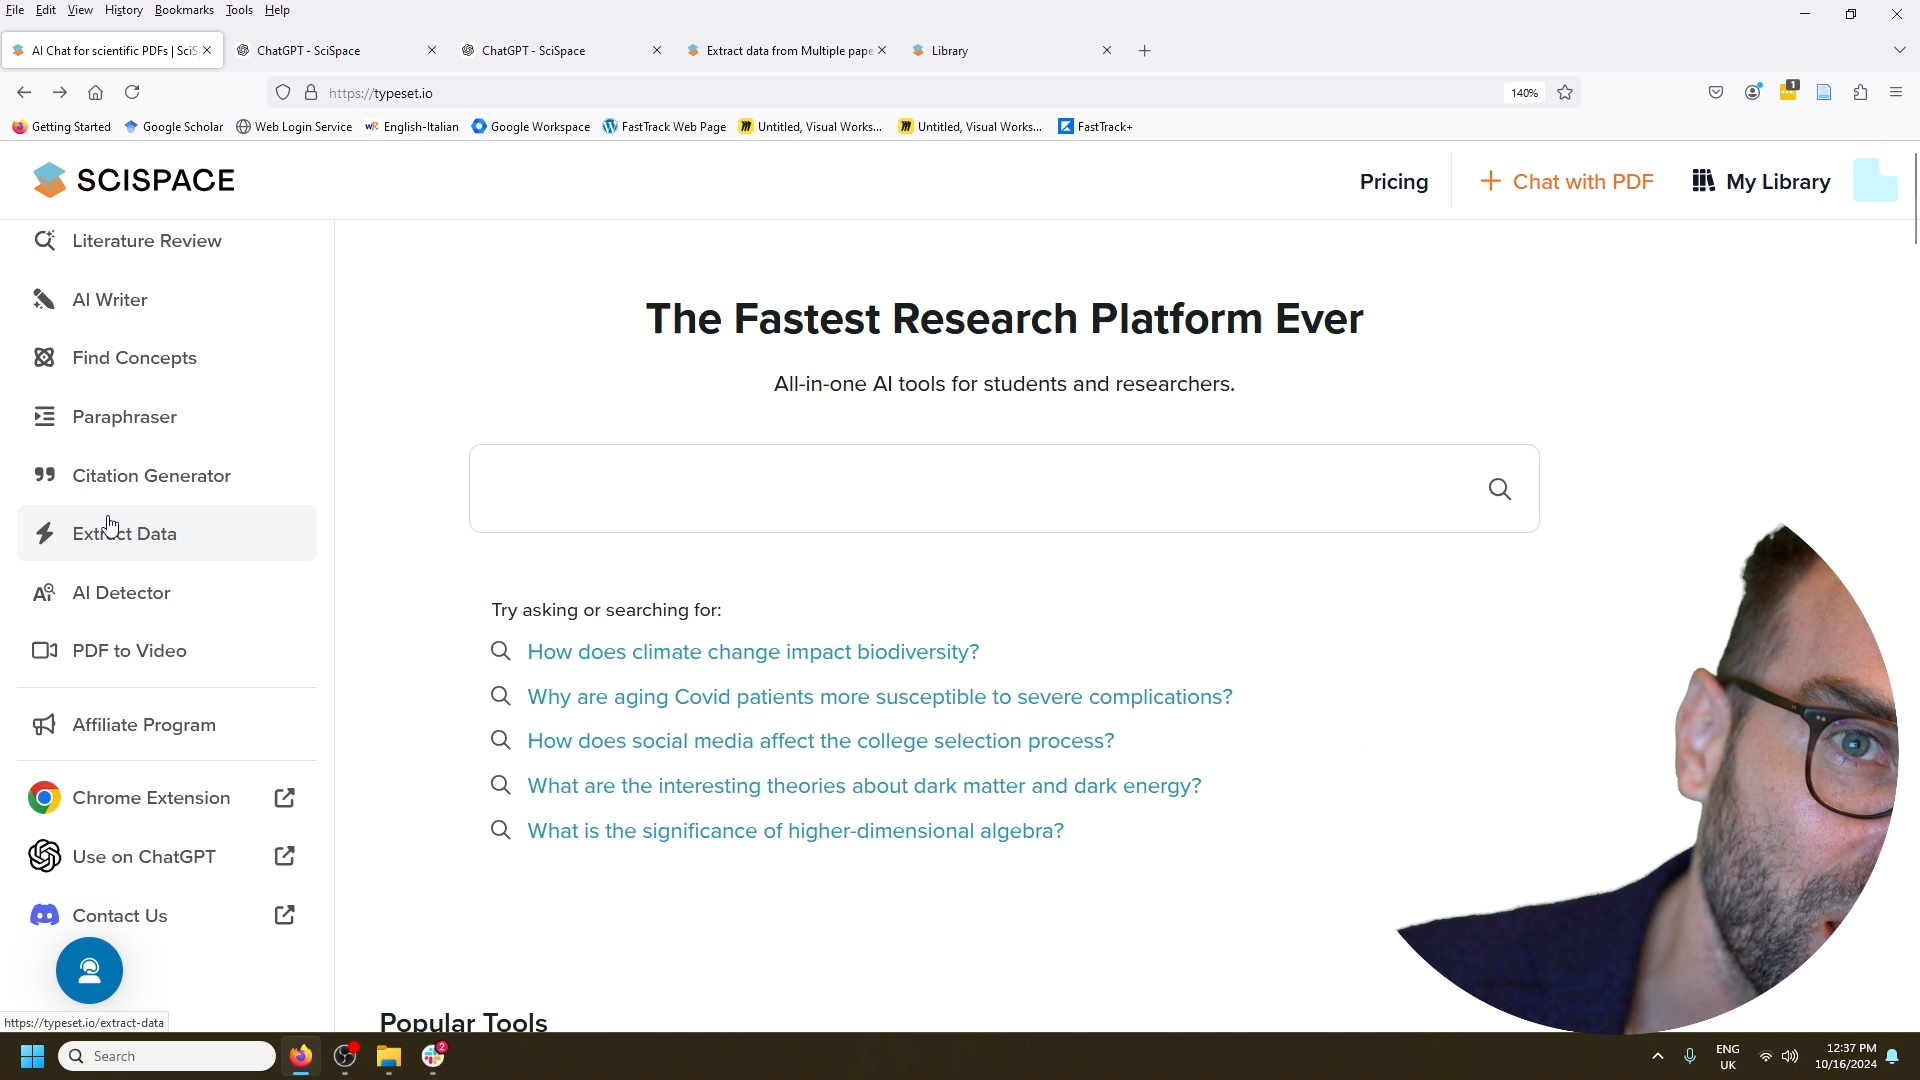 File Edit View History Bookmarks Tools Help
AI Chat for scientific PDFs | SciS
ChatGPT - SciSpace
ChatGPT - SciSpace
Extract data from Multiple pape
Library
https://typeset.io
140%
1
Getting Started
Google Scholar
Web Login Service
English-Italian
Google Workspace
FastTrack Web Page
Untitled, Visual Works...
Untitled, Visual Works...
FastTrack+
SCISPACE
Pricing
Chat with PDF
My Library
Literature Review
AI Writer
Find Concepts
Paraphraser
Citation Generator
Extract Data
AI Detector
PDF to Video
Affiliate Program
Chrome Extension
Use on ChatGPT
Contact Us
The Fastest Research Platform Ever
All-in-one AI tools for students and researchers.
Try asking or searching for:
How does climate change impact biodiversity?
Why are aging Covid patients more susceptible to severe complications?
How does social media affect the college selection process?
What are the interesting theories about dark matter and dark energy?
What is the significance of higher-dimensional algebra?
Popular Tools
https://typeset.io/extract-data
Search
2
ENG
UK
12:37 PM
10/16/2024